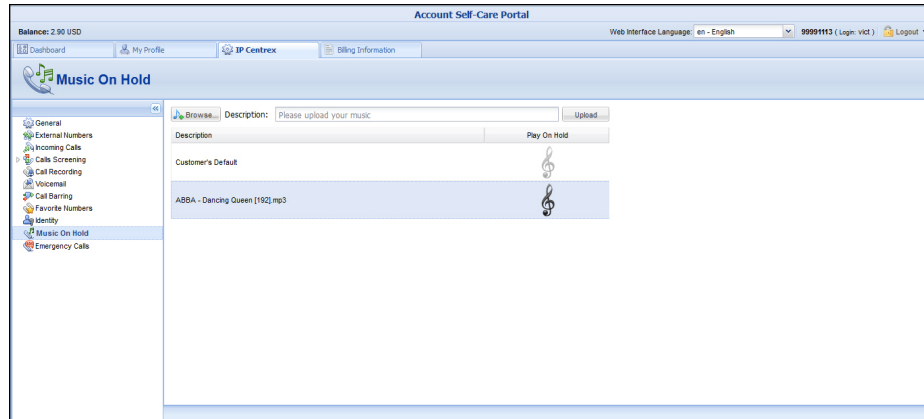 Account Self-Care Portal
Balance: 2.90 USD
Web Interface Language: en - English
99991113 ( Login: vict )
Logout
Dashboard
My Profile
IP Centrex
Billing Information
Music On Hold
General
External Numbers
Incoming Calls
Calls Screening
Call Recording
Voicemail
Call Barring
Favorite Numbers
Identity
Music On Hold
Emergency Calls
Browse... Description: Please upload your music Upload
Description Play On Hold
Customer's Default
ABBA - Dancing Queen [192].mp3